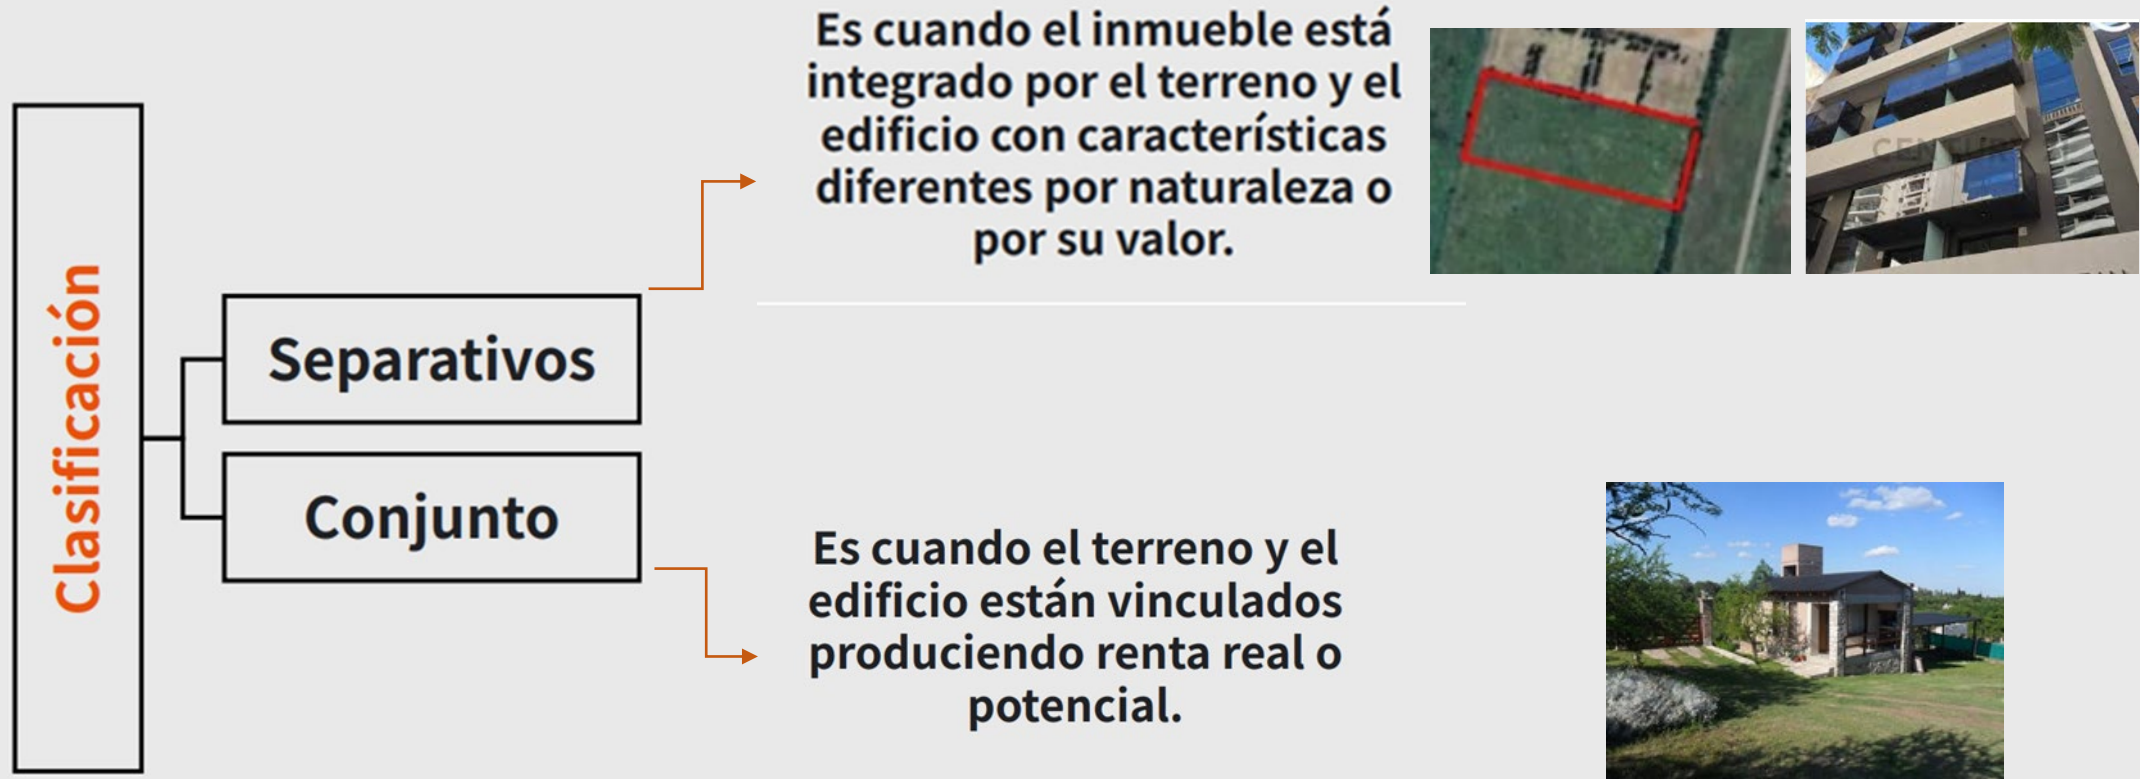 Clasificación
Separativos
Conjunto
Es cuando el inmueble está
integrado por el terreno y el
edificio con características
diferentes por naturaleza o
por su valor.
Es cuando el terreno y el
edificio están vinculados
produciendo renta real o
potencial.